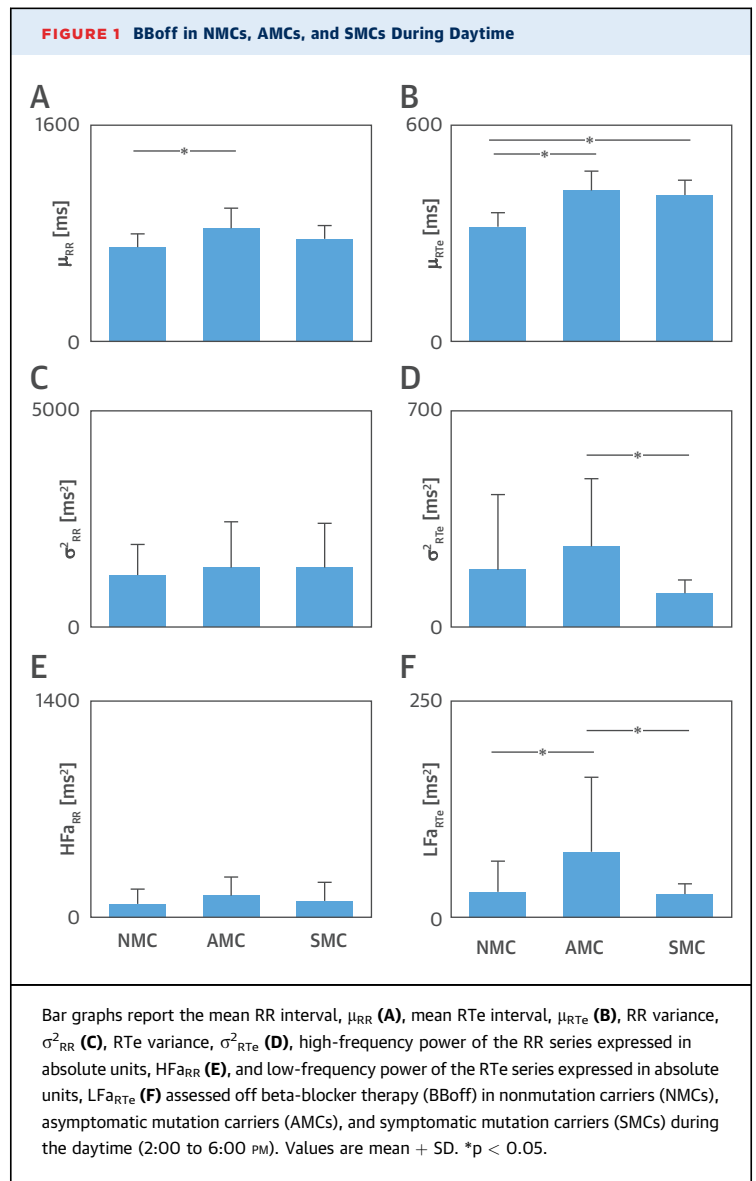 FIGURE 1 BBoff in NMCs, AMCs, and SMCs During Daytime
A
1600
*
μRR [ms]
0
B
600
*
*
μRTe [ms]
0
C
5000
σ²RR [ms²]
0
D
700
*
σ²RTe [ms²]
0
E
1400
HFaRR [ms²]
0
NMC AMC SMC
F
250
*
*
LFaRTe [ms²]
0
NMC AMC SMC
Bar graphs report the mean RR interval, μRR (A), mean RTe interval, μRTe (B), RR variance,
σ²RR (C), RTe variance, σ²RTe (D), high-frequency power of the RR series expressed in
absolute units, HFaRR (E), and low-frequency power of the RTe series expressed in absolute
units, LFaRTe (F) assessed off beta-blocker therapy (BBoff) in nonmutation carriers (NMCs),
asymptomatic mutation carriers (AMCs), and symptomatic mutation carriers (SMCs) during
the daytime (2:00 to 6:00 PM). Values are mean + SD. *p < 0.05.